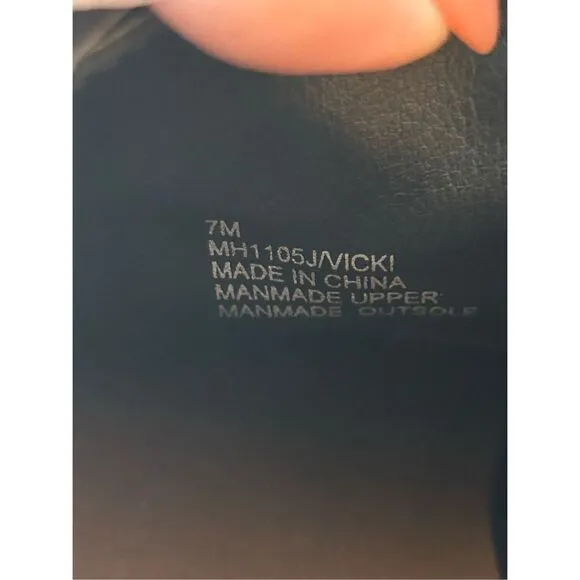 7M
MH1105J/VICKI
MADE IN CHINA
MANMADE UPPER
MANMADE OUTSOLE